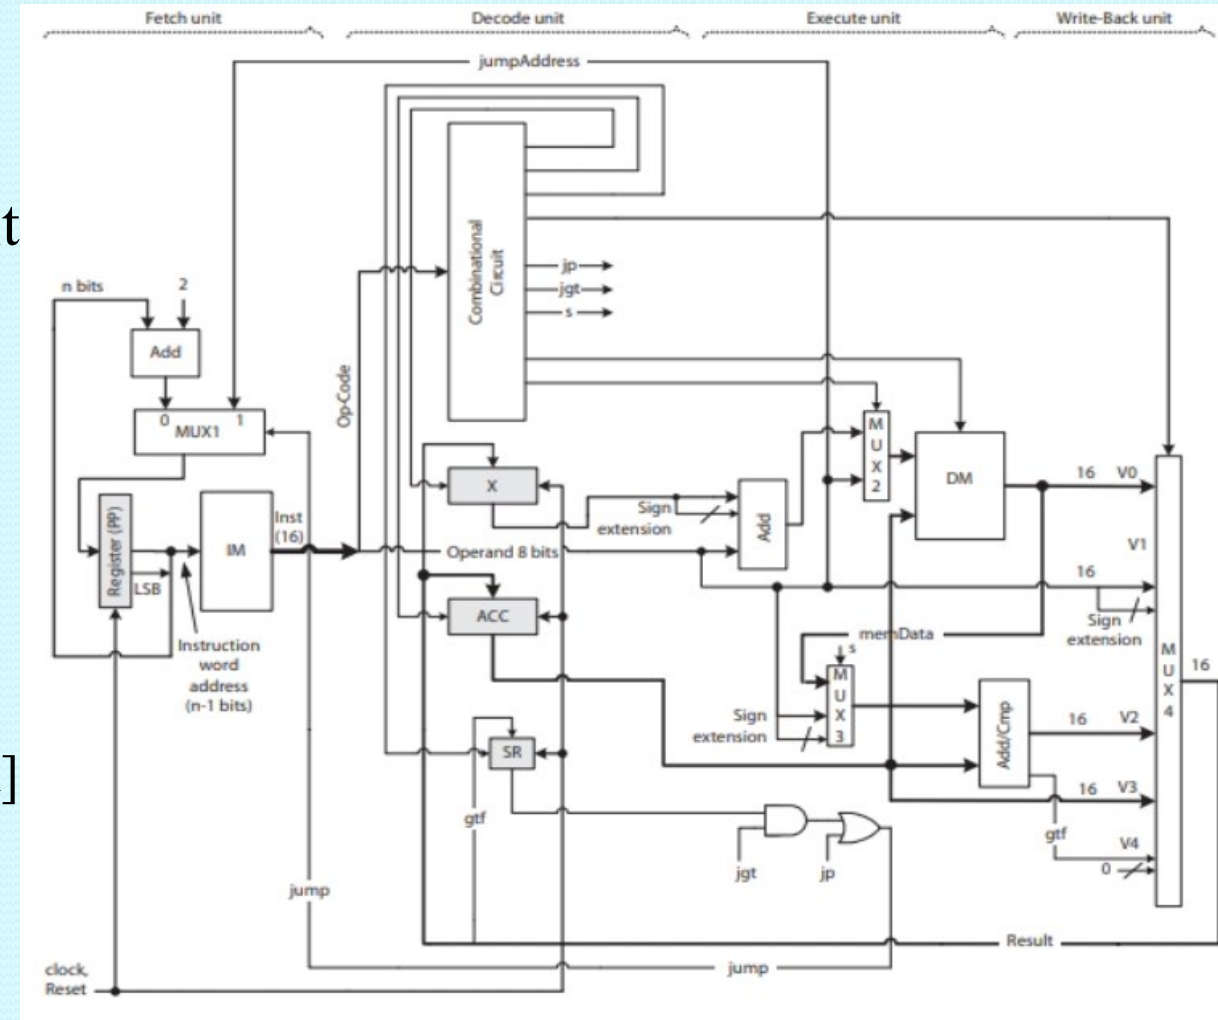 Fetch unit
Decode unit
Execute unit
Write-Back unit
jumpAddress
t
n bits
2
Add
0
1
MUX1
Op-Code
Combinational
Circuit
jp
jgt
s
Register (PP)
LSB
IM
Inst
(16)
Instruction
word
address
(n-1 bits)
X
Operand 8 bits
ACC
SR
gtf
Sign
extension
Add
MUX2
DM
16 V0
V1
16
Sign
extension
memData
s
MUX3
Sign
extension
Add/Cmp
16 V2
16 V3
gtf
V4
0
MUX4
16
]
jgt
jp
jump
Result
jump
clock,
Reset